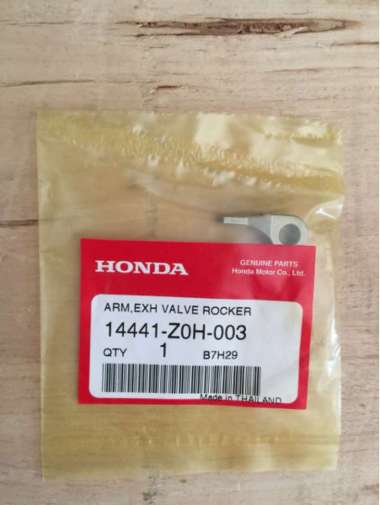 HONDA
GENUINE PARTS
Honda Motor Co., Ltd.
ARM,EXH VALVE ROCKER
14441-Z0H-003
QTY 1 B7H29
Made in THAILAND